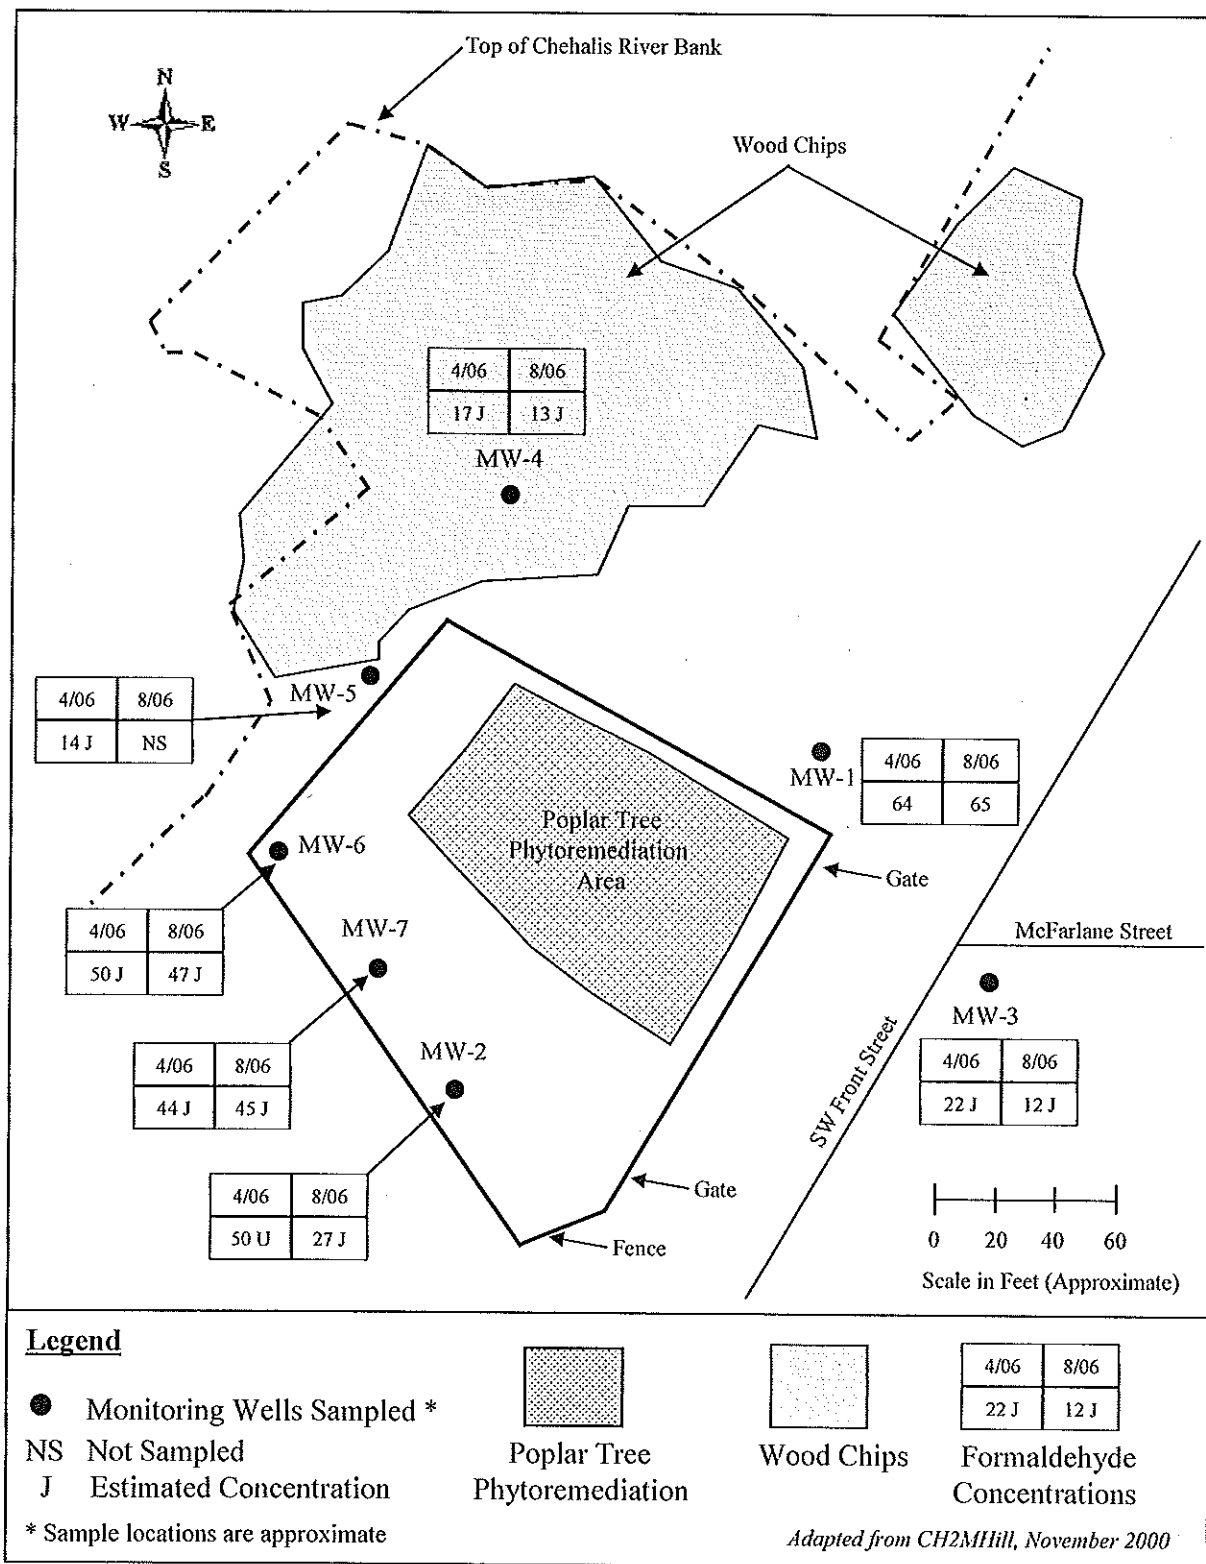 Top of Chehalis River Bank
N
W E
S
Wood Chips
4/06 8/06
17 J 13 J
MW-4
MW-5
4/06 8/06
14 J NS
MW-1
4/06 8/06
64 65
Poplar Tree
Phytoremediation
Area
MW-6
Gate
4/06 8/06
50 J 47 J
MW-7
McFarlane Street
MW-3
4/06 8/06
22 J 12 J
SW Front Street
4/06 8/06
44 J 45 J
MW-2
4/06 8/06
50 U 27 J
Gate
Fence
0 20 40 60
Scale in Feet (Approximate)
Legend
Monitoring Wells Sampled *
NS Not Sampled
J Estimated Concentration
* Sample locations are approximate
Poplar Tree
Phytoremediation
Wood Chips
4/06 8/06
22 J 12 J
Formaldehyde
Concentrations
Adapted from CH2MHill, November 2000